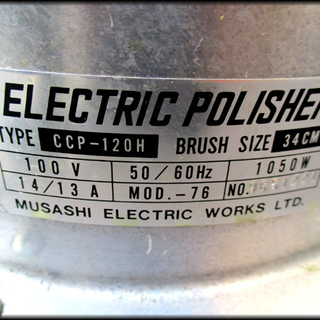 ELECTRIC POLISHER
TYPE CCP-120H BRUSH SIZE 34CM
100 V 50/60Hz 1050W
14/13 A MOD.-76 NO.
MUSASHI ELECTRIC WORKS LTD.